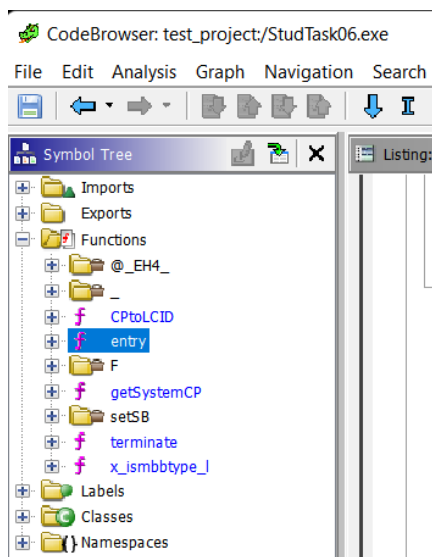 CodeBrowser: test_project:/StudTask06.exe
File Edit Analysis Graph Navigation Search
Symbol Tree
Listing:
Imports
Exports
Functions
@_EH4_
_
CPtoLCID
entry
F
getSystemCP
setSB
terminate
x_ismbbtype_l
Labels
Classes
Namespaces